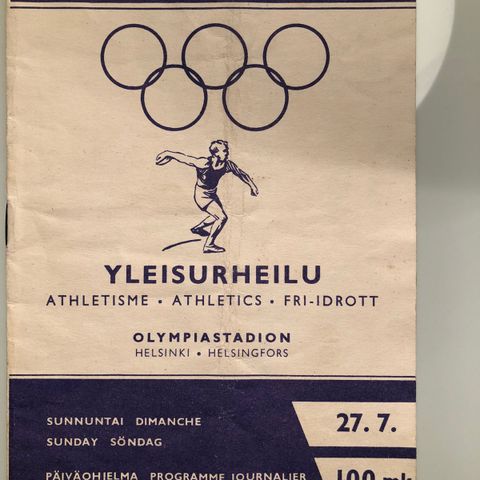 YLEISURHEILU
ATHLETISME • ATHLETICS • FRI-IDROTT
OLYMPIASTADION
HELSINKI • HELSINGFORS
SUNNUNTAI DIMANCHE
SUNDAY SÖNDAG
27. 7.
PÄIVÄOHJELMA PROGRAMME JOURNALIER
100 mk